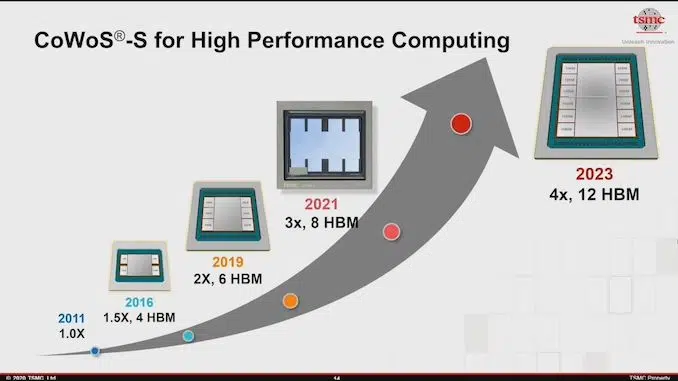 CoWoS®-S for High Performance Computing
tsmc
Unleash Innovation
2011
1.0X
2016
1.5X, 4 HBM
2019
2X, 6 HBM
2021
3x, 8 HBM
2023
4x, 12 HBM
© 2020 TSMC, Ltd
14
TSMC Property